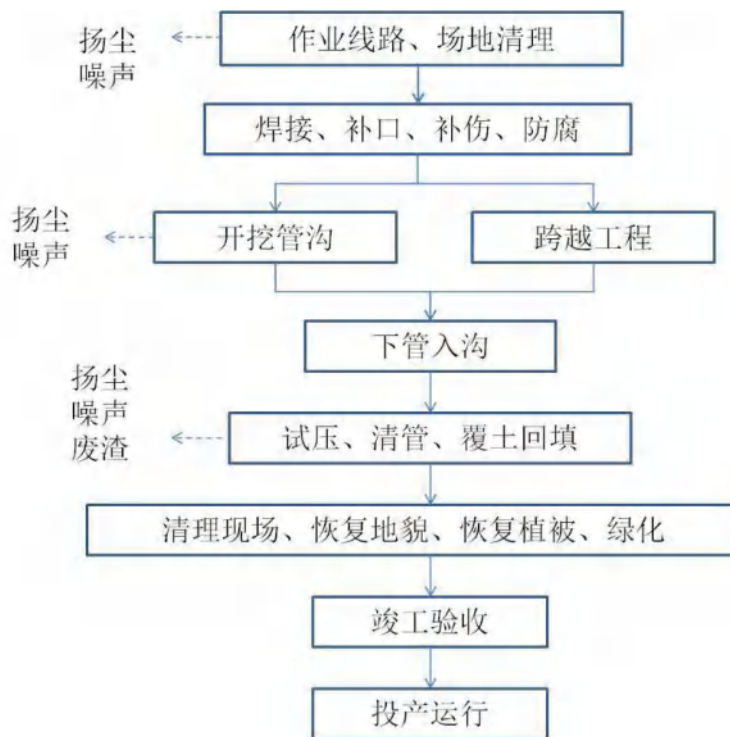 扬尘
噪声
作业线路、场地清理
焊接、补口、补伤、防腐
扬尘
噪声
开挖管沟
跨越工程
下管入沟
扬尘
噪声
废渣
试压、清管、覆土回填
清理现场、恢复地貌、恢复植被、绿化
竣工验收
投产运行